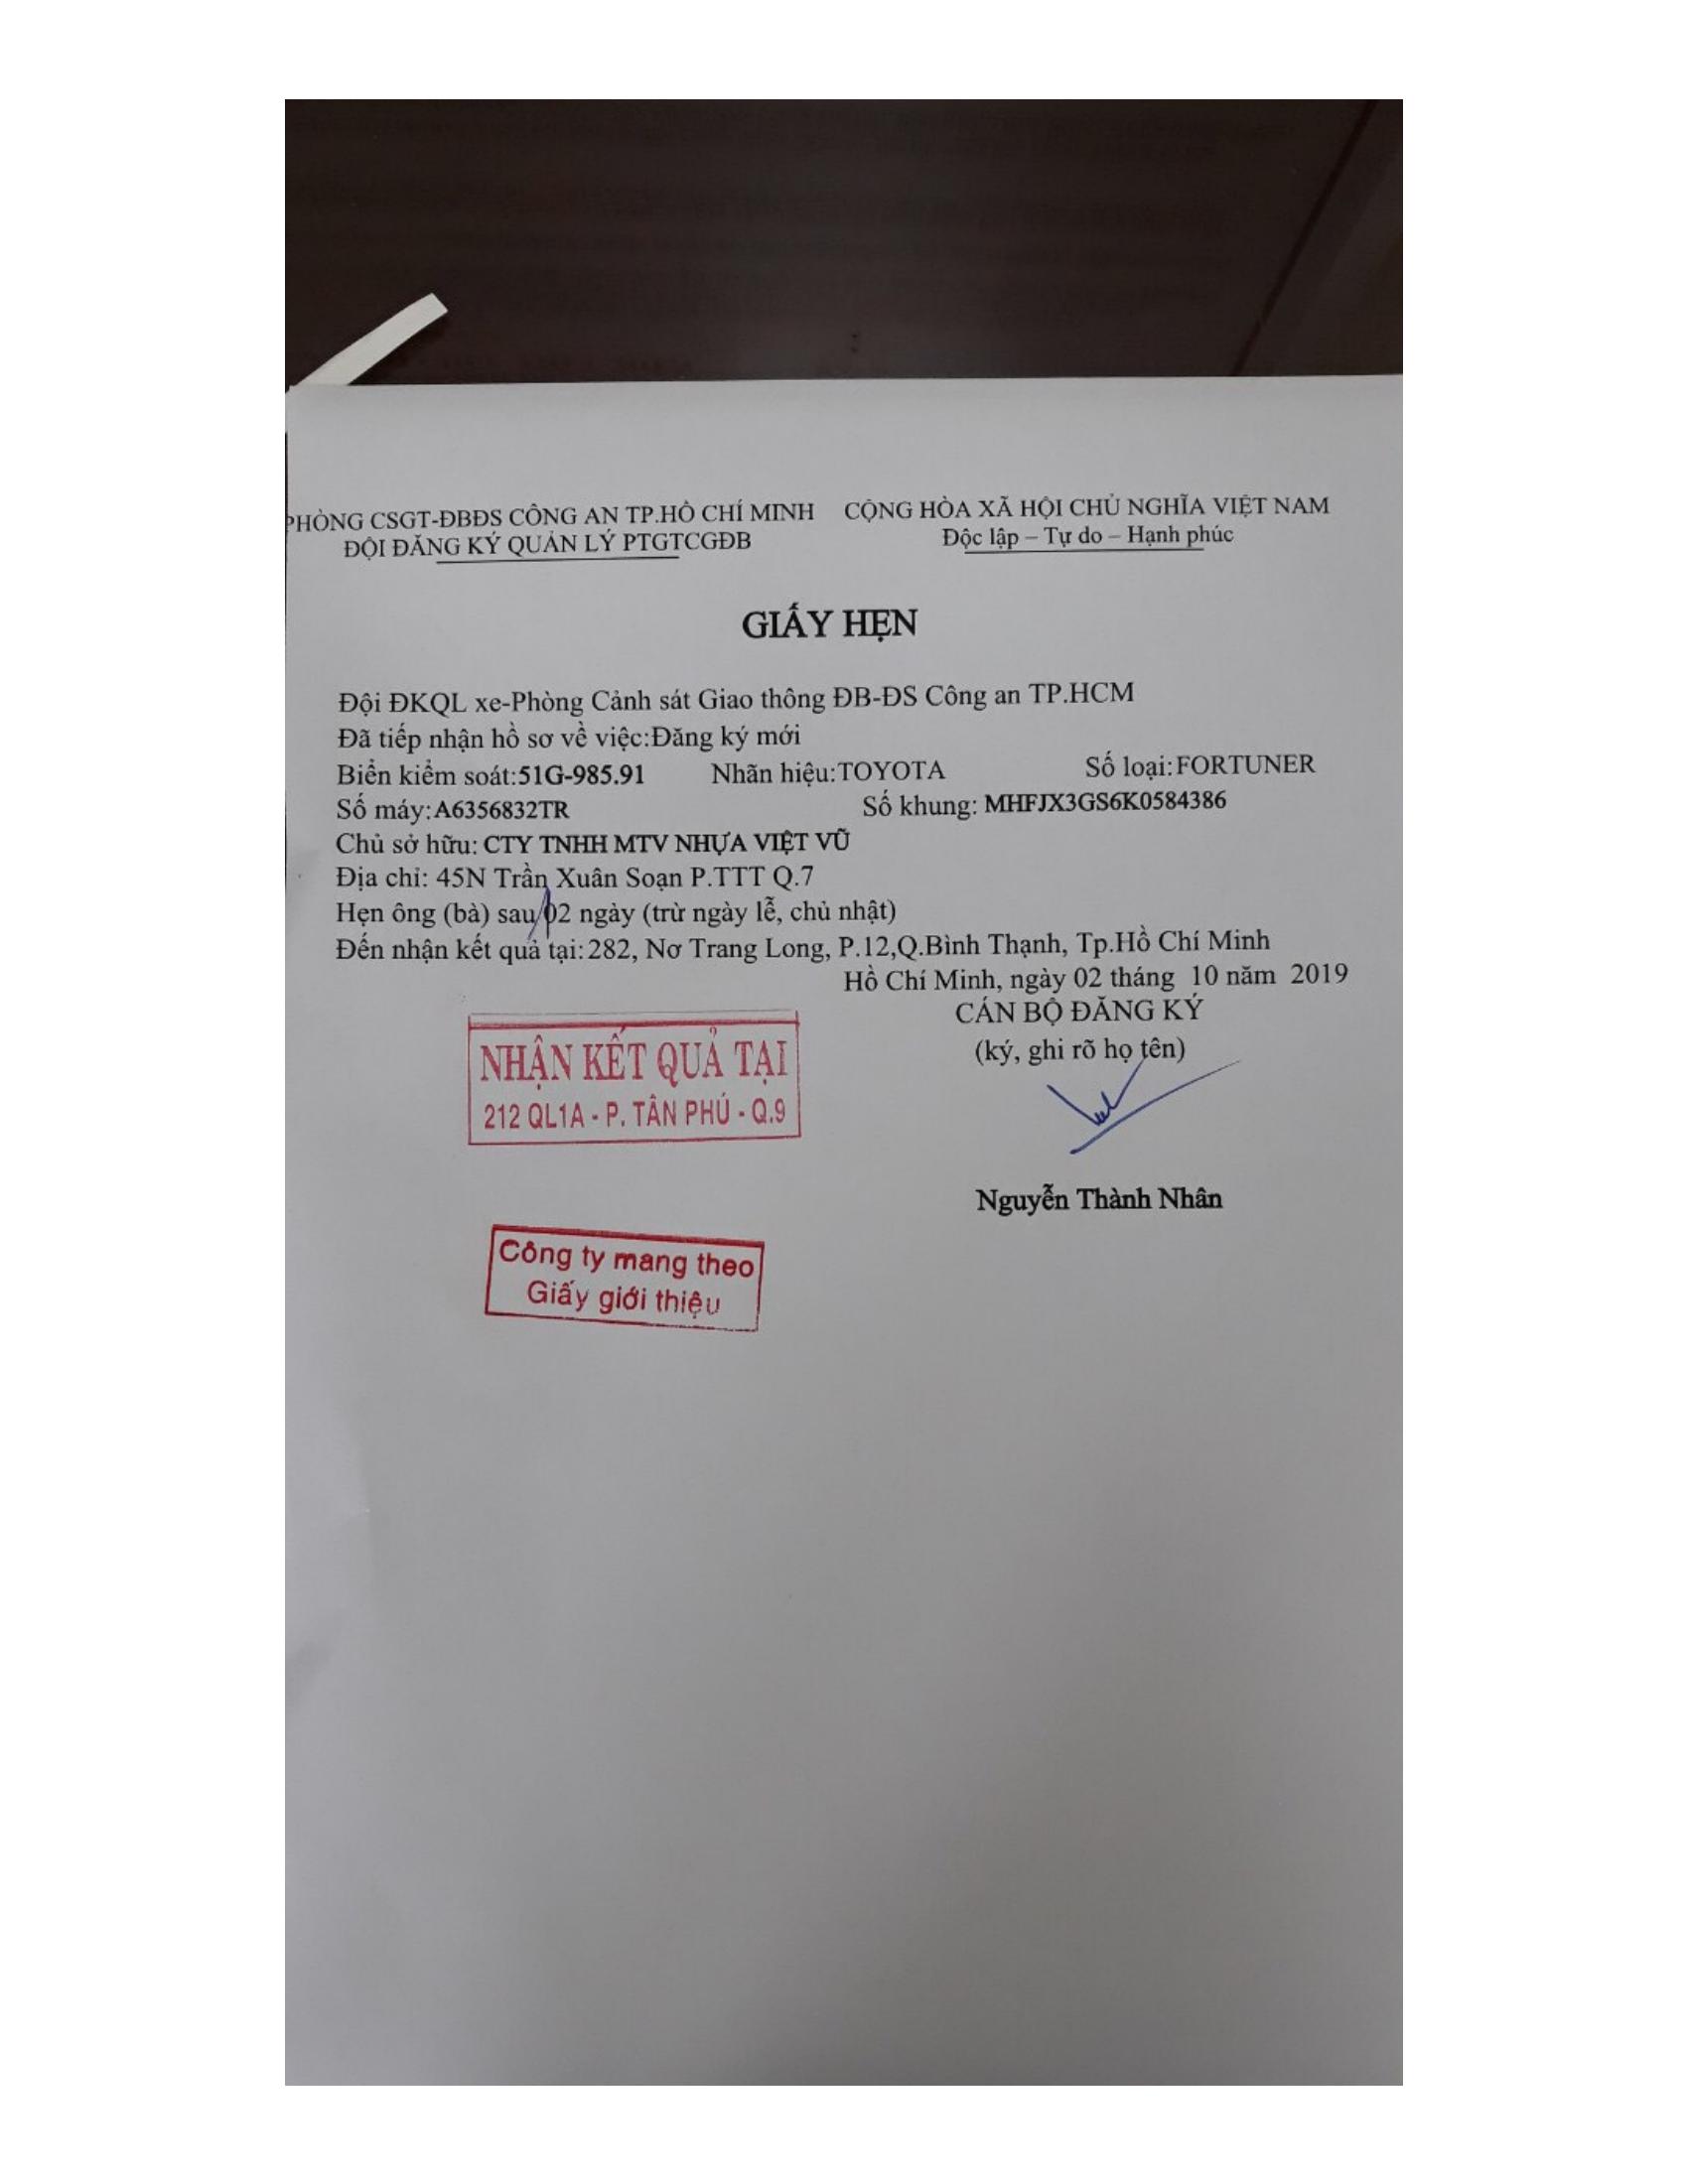 PHÒNG CSGT-ĐBĐS CÔNG AN TP.HỒ CHÍ MINH
ĐỘI ĐĂNG KÝ QUẢN LÝ PTGTCGĐB
CỘNG HÒA XÃ HỘI CHỦ NGHĨA VIỆT NAM
Độc lập – Tự do – Hạnh phúc
GIẤY HẸN
Đội ĐKQL xe-Phòng Cảnh sát Giao thông ĐB-ĐS Công an TP.HCM
Đã tiếp nhận hồ sơ về việc:Đăng ký mới
Biển kiểm soát:51G-985.91 Nhãn hiệu:TOYOTA Số loại:FORTUNER
Số máy:A6356832TR Số khung: MHFJX3GS6K0584386
Chủ sở hữu: CTY TNHH MTV NHỰA VIỆT VŨ
Địa chỉ: 45N Trần Xuân Soạn P.TTT Q.7
Hẹn ông (bà) sau 02 ngày (trừ ngày lễ, chủ nhật)
Đến nhận kết quả tại:282, Nơ Trang Long, P.12,Q.Bình Thạnh, Tp.Hồ Chí Minh
Hồ Chí Minh, ngày 02 tháng 10 năm 2019
CÁN BỘ ĐĂNG KÝ
(ký, ghi rõ họ tên)
NHẬN KẾT QUẢ TẠI
212 QL1A - P. TÂN PHÚ - Q.9
Nguyễn Thành Nhân
Công ty mang theo
Giấy giới thiệu